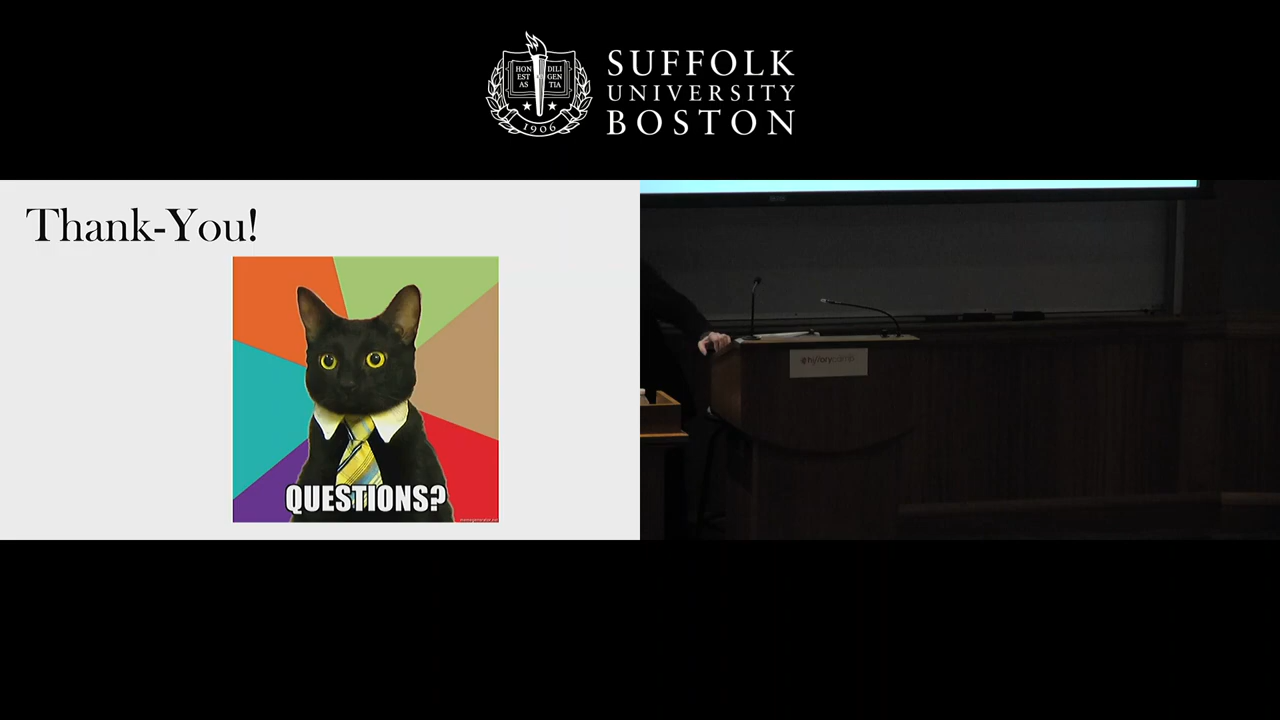 HON
EST
AS
DILI
GEN
TIA
1906
SUFFOLK
UNIVERSITY
BOSTON
Thank-You!
QUESTIONS?